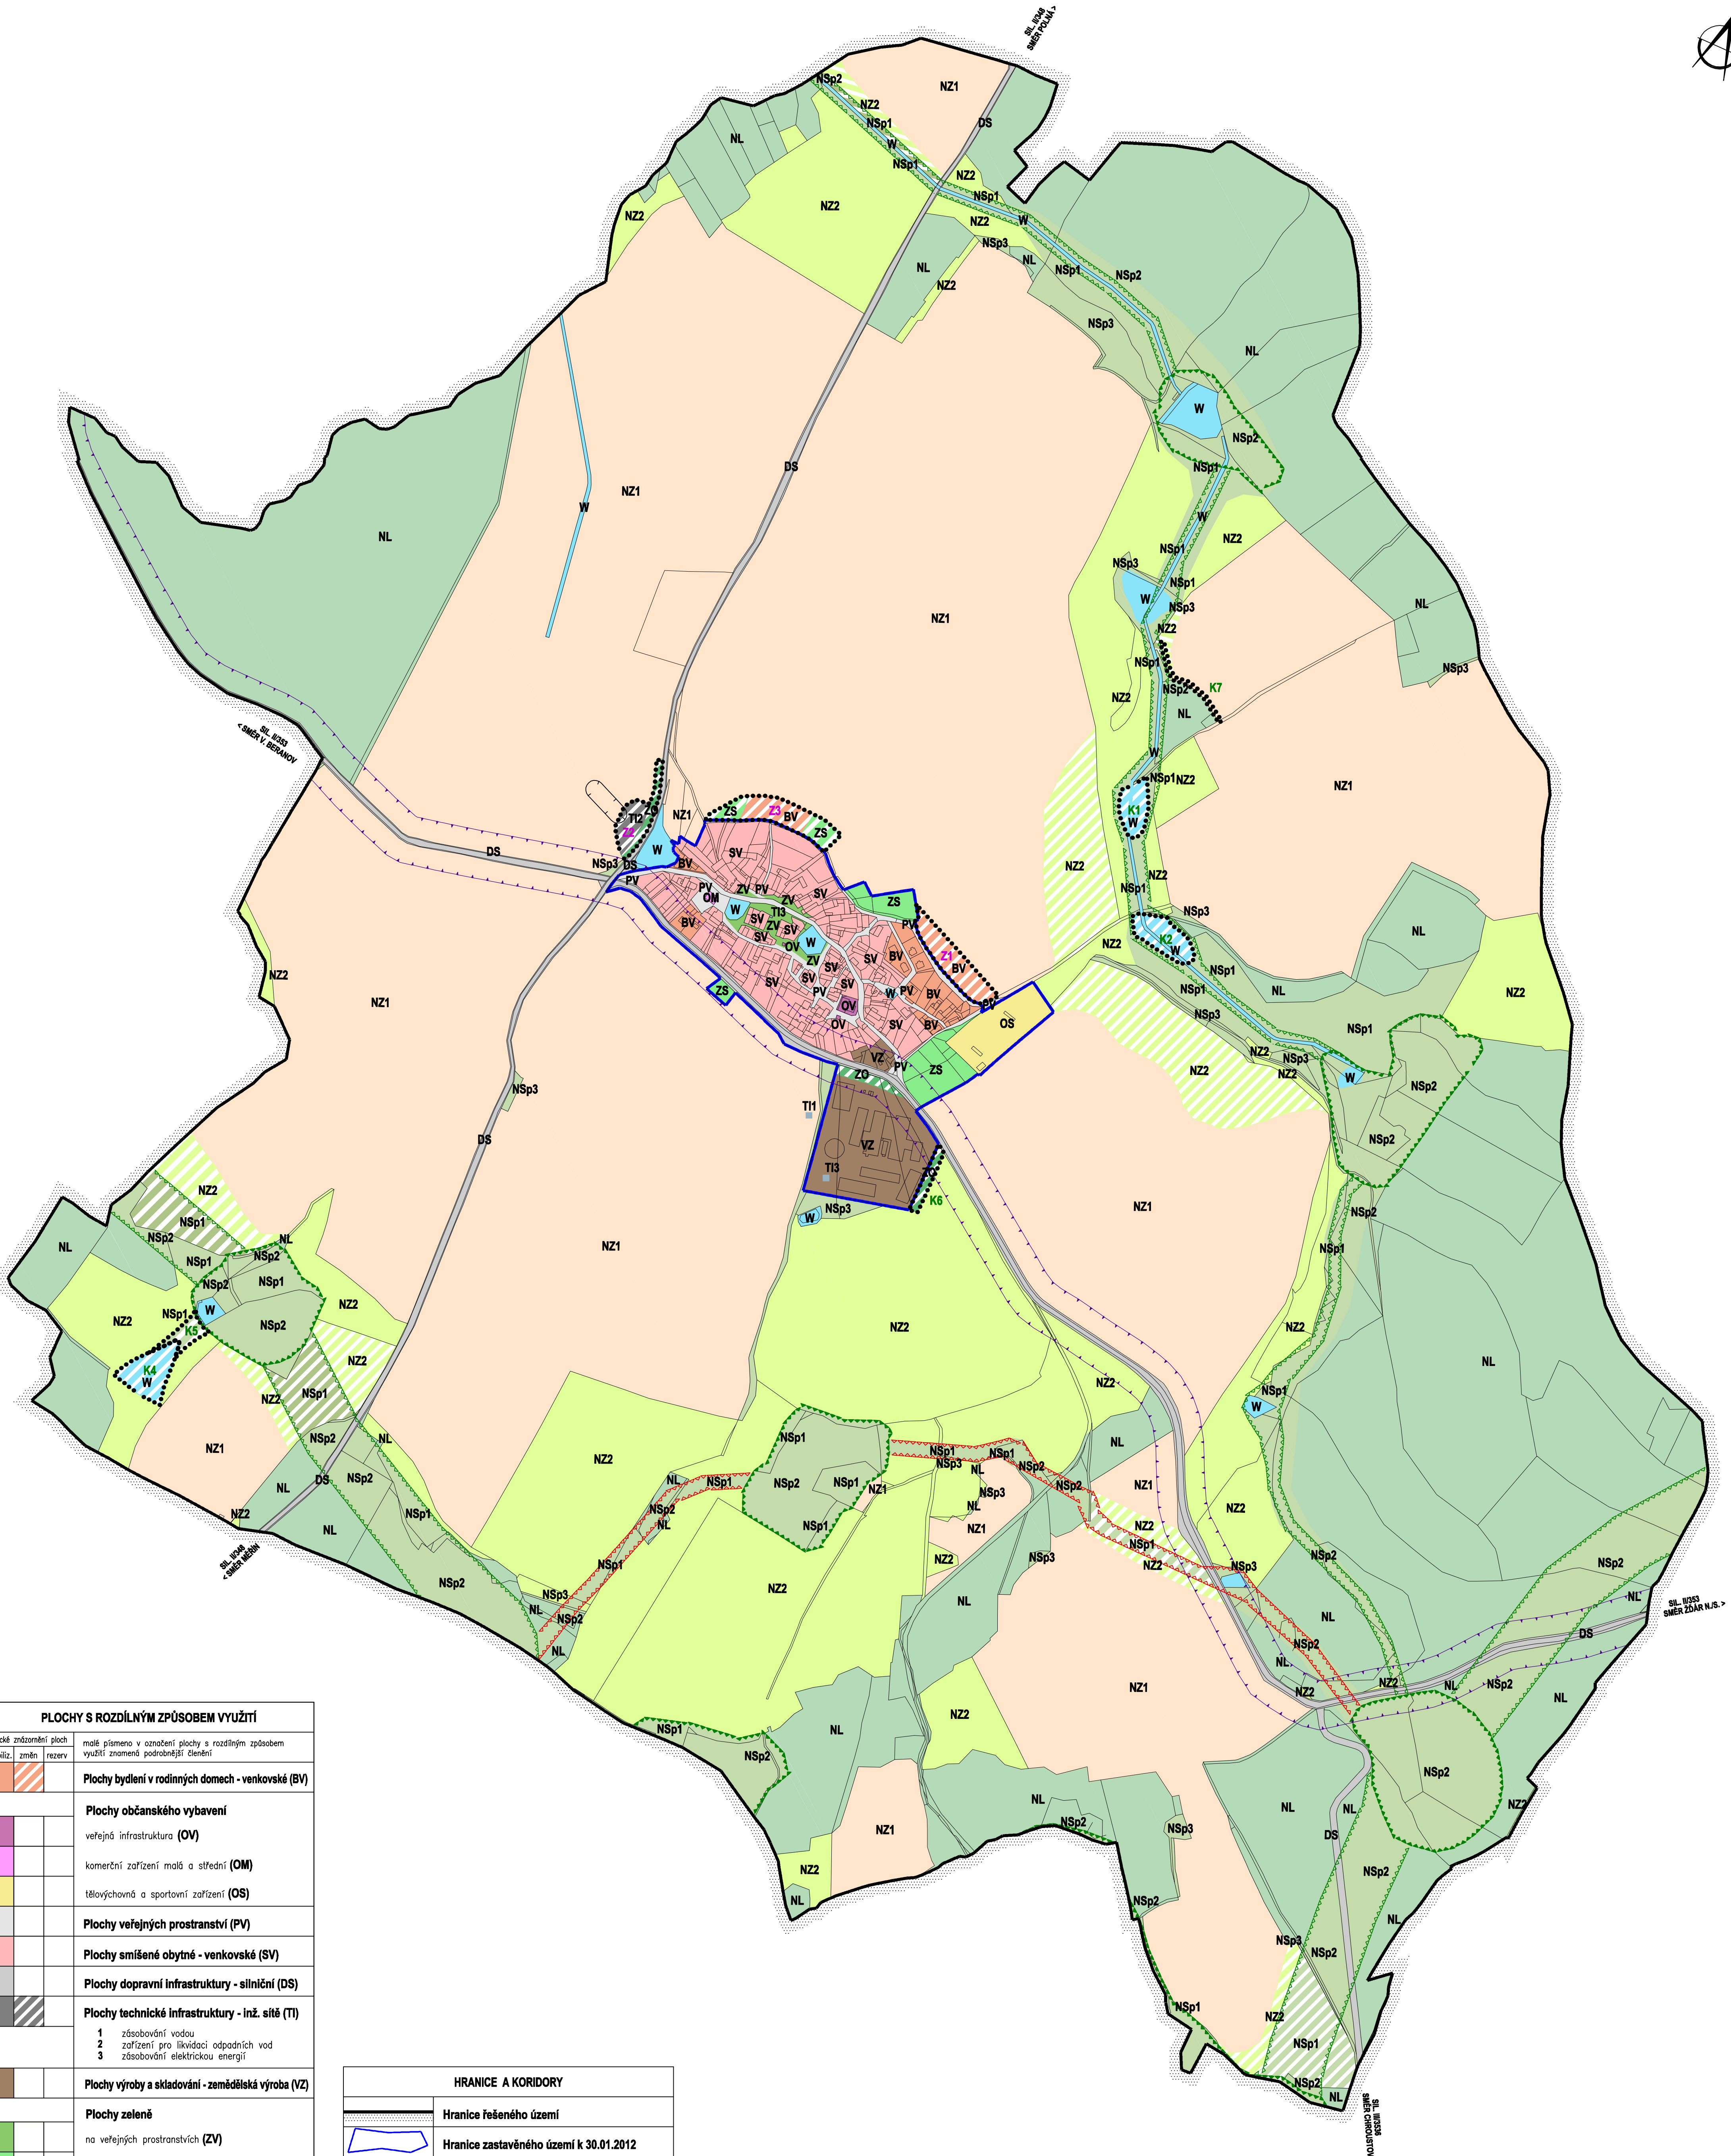 SIL. II/348
SMĚR POLNÁ >
NSp2
NZ1
NZ2
NSp1
DS
NL
W
NSp1
NZ2
NSp1
NZ2
NZ2
W
NZ2
NSp3
NL
NSp1
NSp2
NL
NZ2
NSp3
NL
W
NSp2
DS
NSp1
NZ1
W
W
NL
NZ2
NSp1
NSp3
NSp1
W
NSp3
NL
NZ1
NZ2
NSp1
NSp3
NSp2
K7
NZ2
NL
SIL. II/353
< SMĚR V. BERANOV
W
NSp1
NZ2
NZ1
ZO
TI2
Z2
NZ1
ZS
Z3
BV
ZS
K1
W
DS
W
SV
NSp3
DS
BV
PV
NZ2
PV
OM
ZV
PV
SV
ZV
ZS
NSp1
NZ2
NSp3
W
TI3
SV
ZV
SV
BV
SV
OV
W
PV
K2
W
NL
NZ2
NZ2
Z1
BV
SV
BV
ZV
SV
SV
SV
SV
PV
W
PV
BV
ZS
OV
PV
OV
SV
BV
OS
NSp1
NSp1
NL
NZ2
NZ1
NSp3
NSp1
VZ
PV
ZO
ZS
NZ2
NSp3
NZ2
NZ2
W
NSp2
NSp3
TI1
DS
VZ
NSp2
TI3
ZO
K6
NZ2
NSp3
W
NZ1
NSp2
NSp1
NSp2
NL
NL
NSp1
NSp2
NSp1
NSp2
NSp1
NZ1
NSp1
NZ2
NSp1
K5
W
NSp2
NZ2
NZ2
NZ2
NZ2
NL
K4
W
NSp1
NZ2
NZ2
NSp1
W
NZ1
NSp2
NL
NSp1
NL
NZ2
NL
DS
NSp2
NL
NSp1
NSp2
NSp1
NZ1
NSp1
NSp3
NSp1
NL
NSp2
NSp2
NZ1
NSp3
NL
NZ2
NSp1
NSp2
NL
NSp1
NZ1
NZ2
NSp1
NZ2
NZ2
NL
SIL. II/348
< SMĚR MĚŘÍN
NSp2
NSp1
NZ2
NSp3
NSp3
NSp2
NSp2
NZ2
NL
NSp3
NL
NSp2
NL
NL
NL
SIL. II/353
SMĚR ŽĎÁR N./S. >
DS
NSp2
NL
NZ1
NZ2
NZ2
NL
NSp2
NL
NSp1
NL
NZ2
NSp2
NSp2
NL
NL
NL
NZ2
NSp2
NSp3
DS
NZ1
NZ2
NL
NSp2
NSp2
NL
NSp3
NSp2
NSp1
NZ2
NSp1
NSp2
NL
SIL. III/3536
PLOCHY S ROZDÍLNÝM ZPŮSOBEM VYUŽITÍ
znázornění ploch
změn
rezerv
malé písmeno v označení plochy s rozdílným způsobem
využití znamená podrobnější členění
Plochy bydlení v rodinných domech - venkovské (BV)
Plochy občanského vybavení
veřejná infrastruktura (OV)
komerční zařízení malá a střední (OM)
tělovýchovná a sportovní zařízení (OS)
Plochy veřejných prostranství (PV)
Plochy smíšené obytné - venkovské (SV)
Plochy dopravní infrastruktury - silniční (DS)
Plochy technické infrastruktury - inž. sítě (TI)
1 zásobování vodou
2 zařízení pro likvidaci odpadních vod
3 zásobování elektrickou energií
Plochy výroby a skladování - zemědělská výroba (VZ)
Plochy zeleně
na veřejných prostranstvích (ZV)
HRANICE A KORIDORY
Hranice řešeného území
Hranice zastavěného území k 30.01.2012